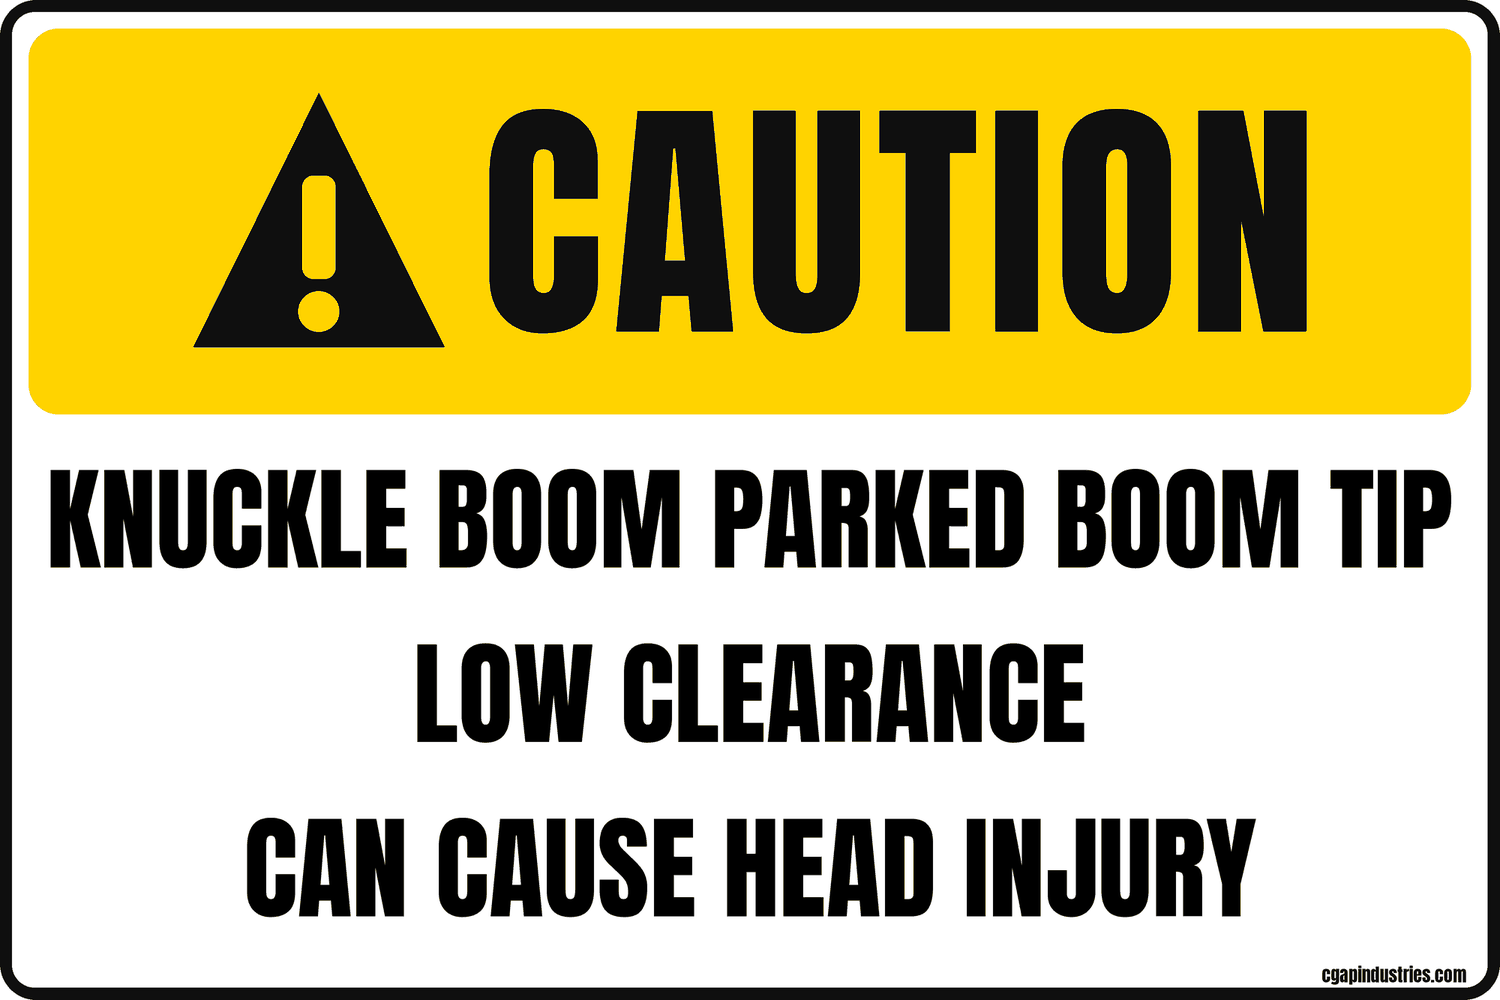 CAUTION
KNUCKLE BOOM PARKED BOOM TIP
LOW CLEARANCE
CAN CAUSE HEAD INJURY
cgapindustries.com